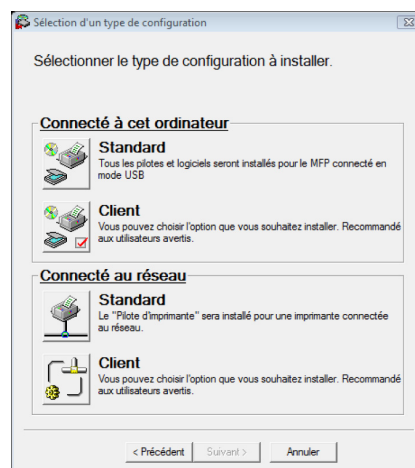 Sélection d'un type de configuration
Sélectionner le type de configuration à installer.
Connecté à cet ordinateur
Standard
Tous les pilotes et logiciels seront installés pour le MFP connecté en
mode USB
Client
Vous pouvez choisir l'option que vous souhaitez installer. Recommandé
aux utilisateurs avertis.
Connecté au réseau
Standard
Le "Pilote d'imprimante" sera installé pour une imprimante connectée
au réseau.
Client
Vous pouvez choisir l'option que vous souhaitez installer. Recommandé
aux utilisateurs avertis.
< Précédent Suivant > Annuler